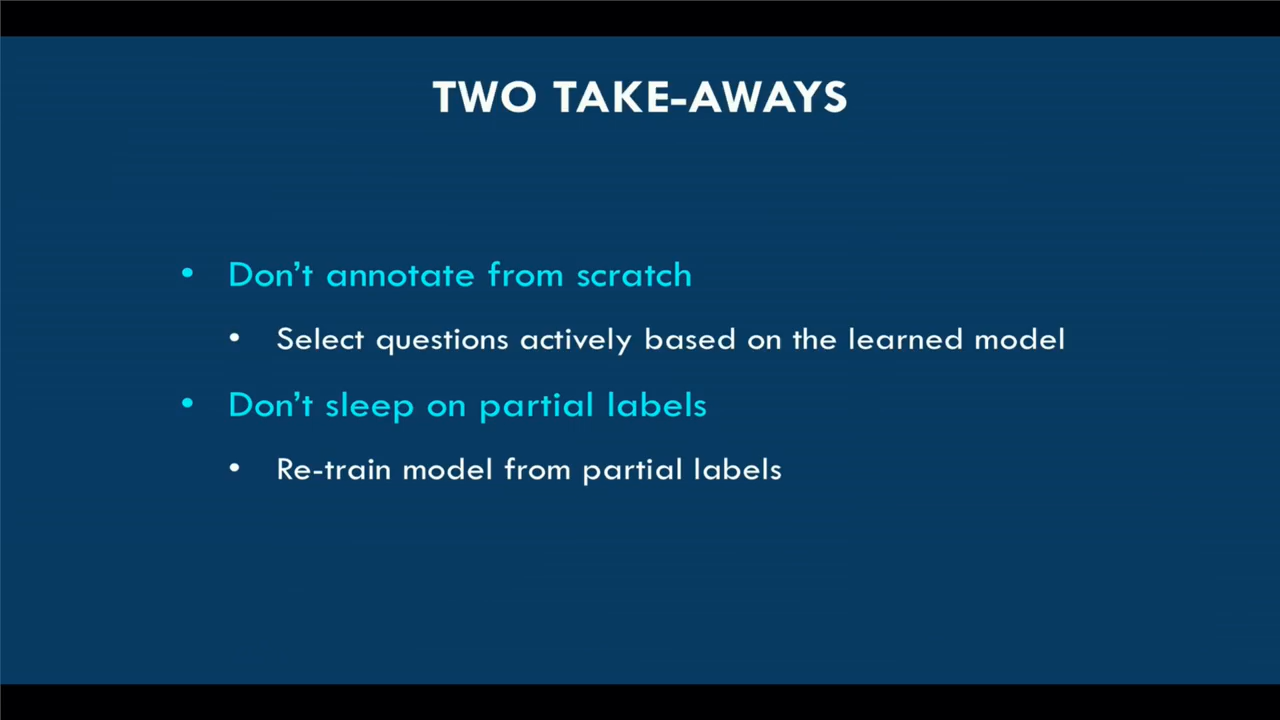 TWO TAKE-AWAYS
• Don't annotate from scratch
• Select questions actively based on the learned model
• Don't sleep on partial labels
• Re-train model from partial labels